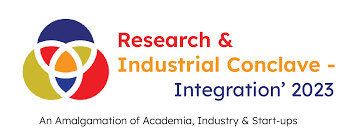 Research &
Industrial Conclave -
Integration' 2023
An Amalgamation of Academia, Industry & Start-ups